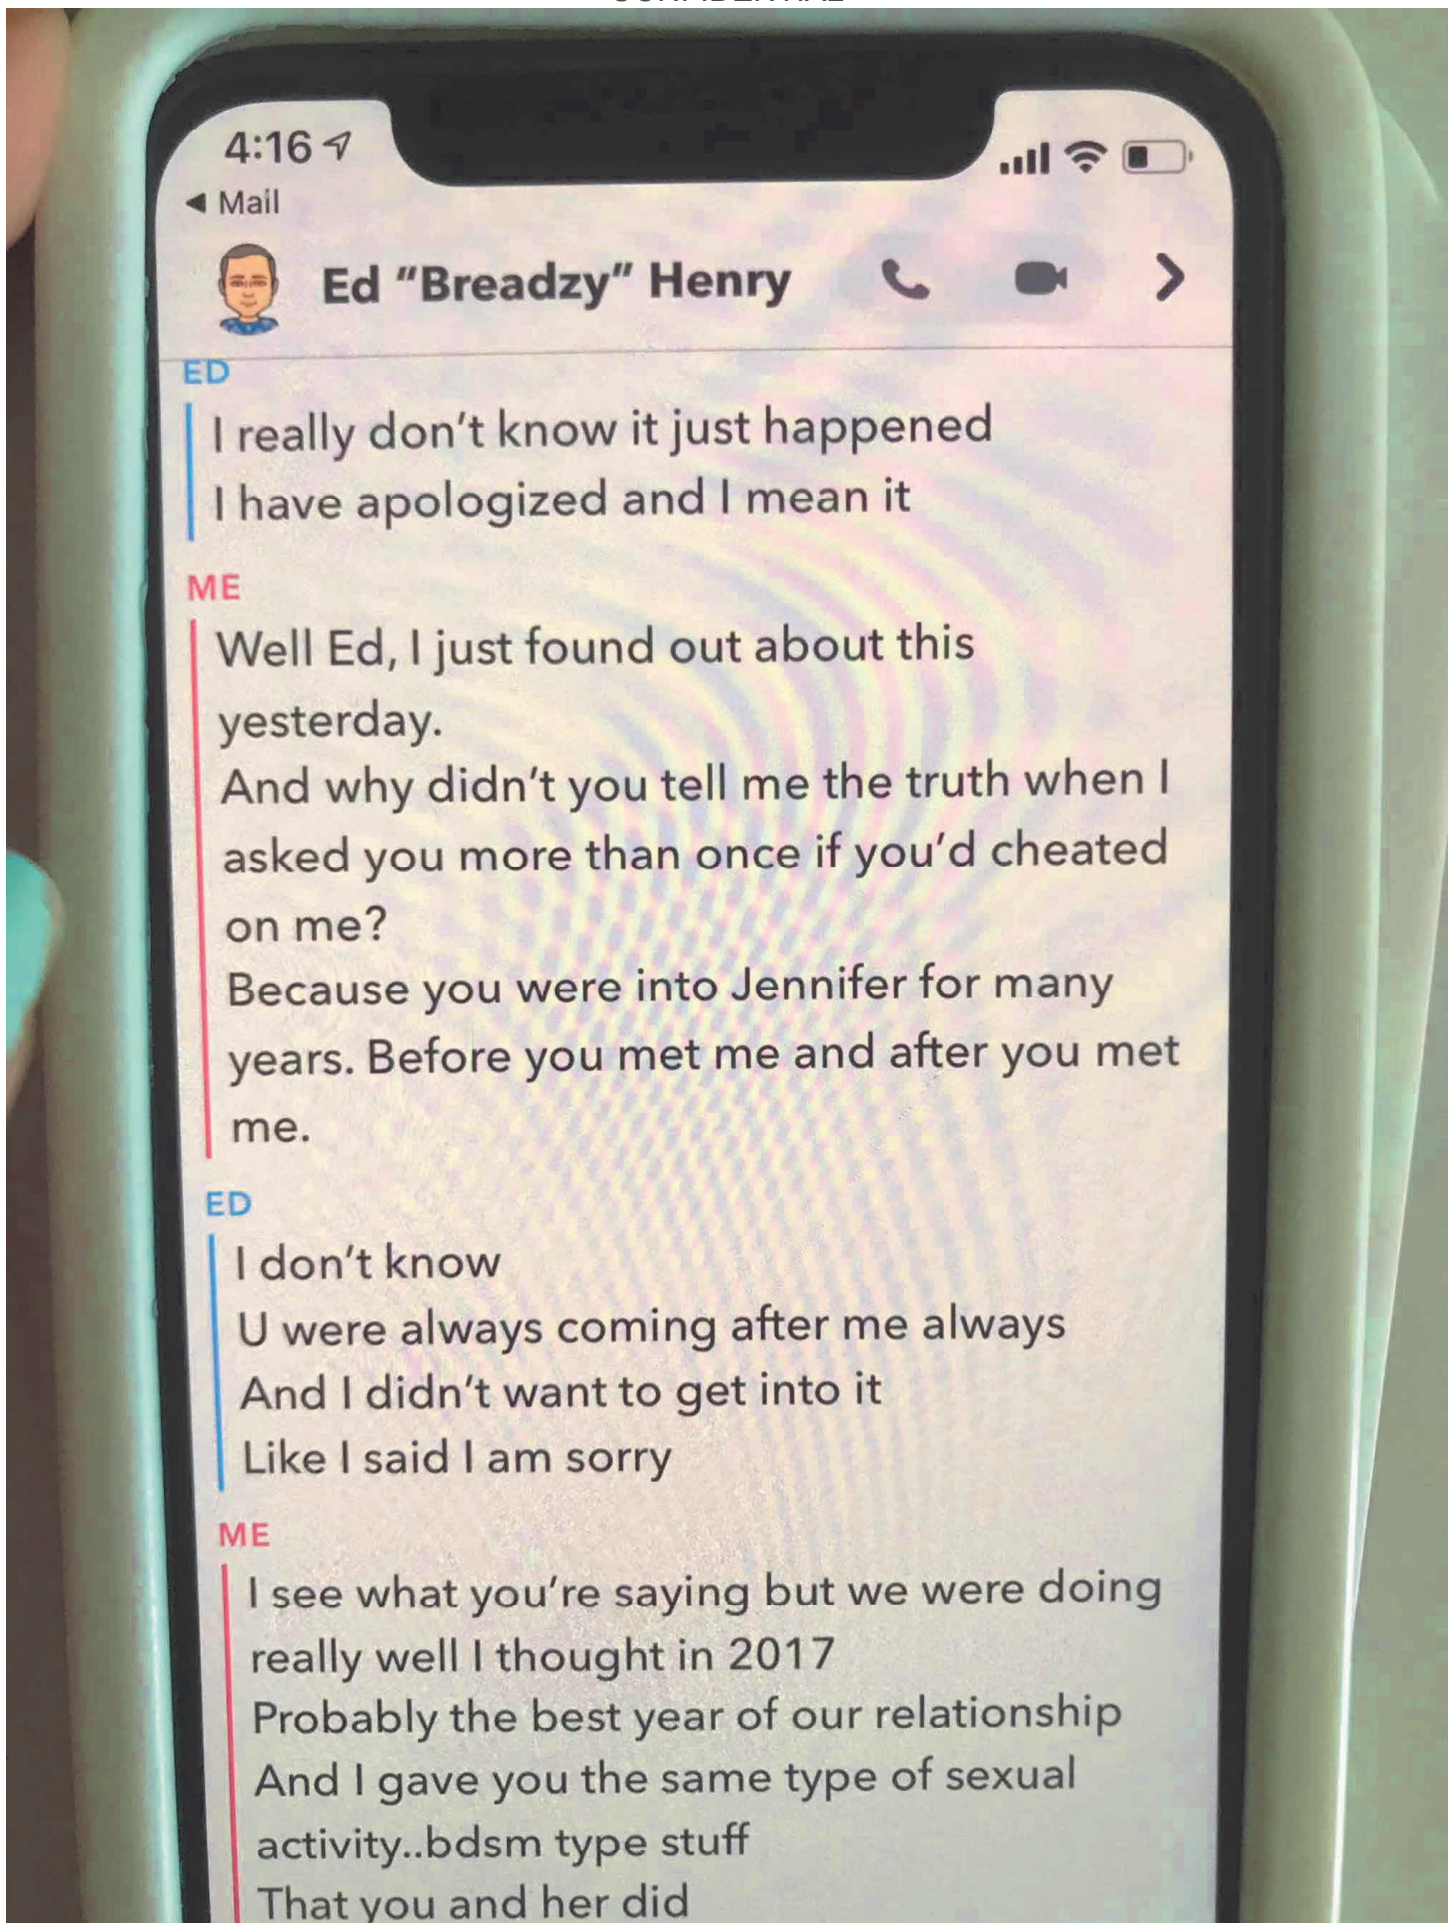 4:16
Mail
Ed “Breadzy” Henry
ED
I really don’t know it just happened
I have apologized and I mean it
ME
Well Ed, I just found out about this
yesterday.
And why didn’t you tell me the truth when I
asked you more than once if you’d cheated
on me?
Because you were into Jennifer for many
years. Before you met me and after you met
me.
ED
I don’t know
U were always coming after me always
And I didn’t want to get into it
Like I said I am sorry
ME
I see what you’re saying but we were doing
really well I thought in 2017
Probably the best year of our relationship
And I gave you the same type of sexual
activity..bdsm type stuff
That you and her did